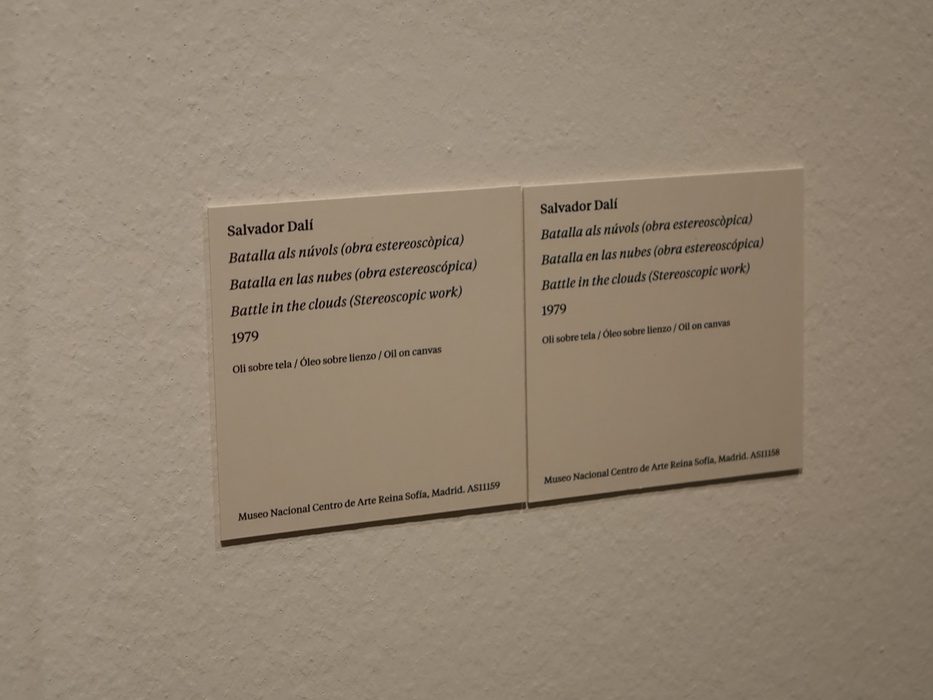 Salvador Dalí
Batalla als núvols (obra estereoscòpica)
Batalla en las nubes (obra estereoscópica)
Battle in the clouds (Stereoscopic work)
1979
Oli sobre tela / Óleo sobre lienzo / Oil on canvas
Museo Nacional Centro de Arte Reina Sofía, Madrid. AS11159
Salvador Dalí
Batalla als núvols (obra estereoscòpica)
Batalla en las nubes (obra estereoscópica)
Battle in the clouds (Stereoscopic work)
1979
Oli sobre tela / Óleo sobre lienzo / Oil on canvas
Museo Nacional Centro de Arte Reina Sofía, Madrid. AS11158